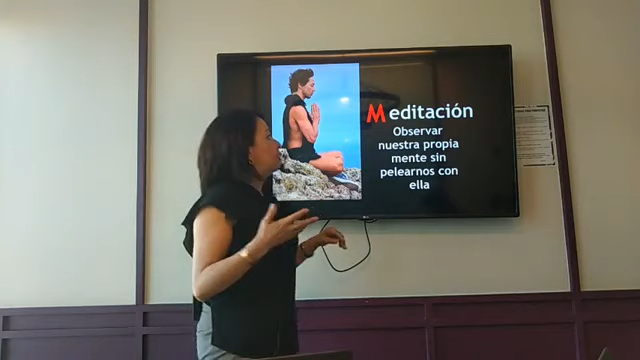 Meditación
Observar
nuestra propia
mente sin
pelearnos con
ella